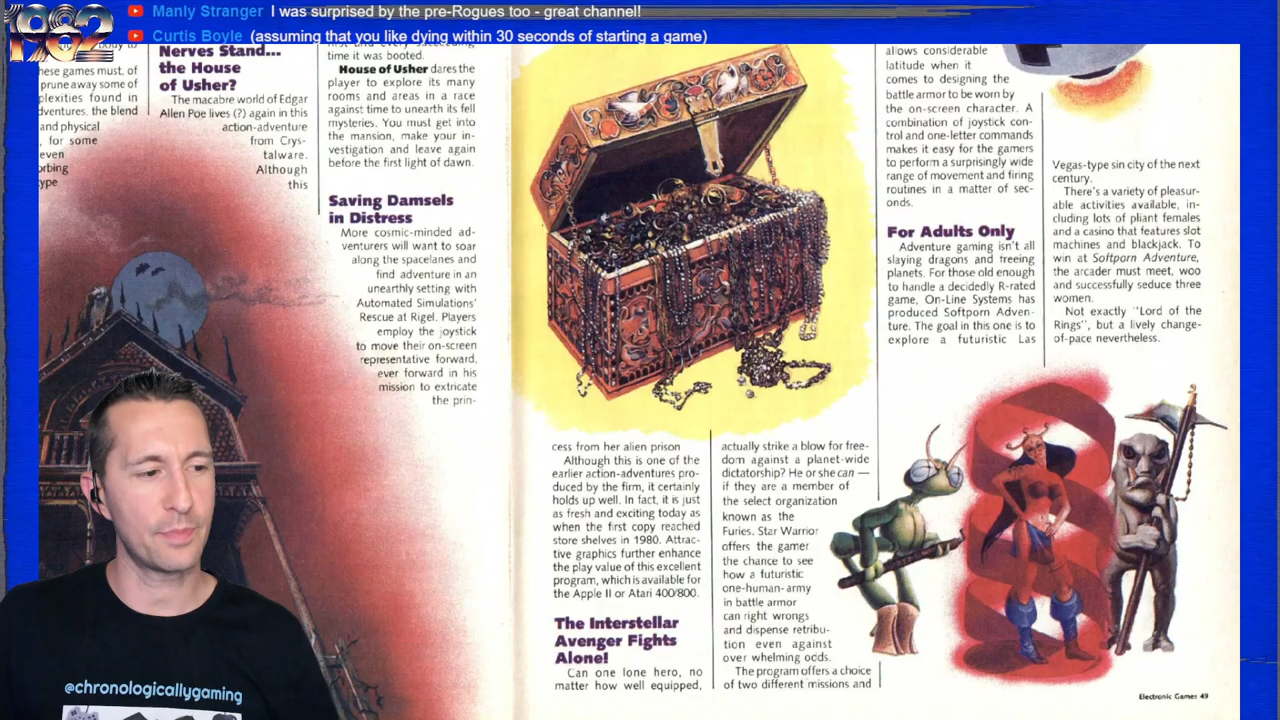 Manly Stranger I was surprised by the pre-Rogues too - great channel!
Curtis Boyle (assuming that you like dying within 30 seconds of starting a game)
1982
hese games must, of
prune away some of
plexities found in
dventures, the blend
and physical
, for some
even
orbing
ype
Nerves Stand...
the House
of Usher?
The macabre world of Edgar
Allen Poe lives (?) again in this
action-adventure
from Crys-
talware.
Although
this
time it was booted.
House of Usher dares the
player to explore its many
rooms and areas in a race
against time to unearth its fell
mysteries. You must get into
the mansion, make your in-
vestigation and leave again
before the first light of dawn.
Saving Damsels
in Distress
More cosmic-minded ad-
venturers will want to soar
along the spacelanes and
find adventure in an
unearthly setting with
Automated Simulations'
Rescue at Rigel. Players
employ the joystick
to move their on-screen
representative forward,
ever forward in his
mission to extricate
the prin-
cess from her alien prison
Although this is one of the
earlier action-adventures pro-
duced by the firm, it certainly
holds up well. In fact, it is just
as fresh and exciting today as
when the first copy reached
store shelves in 1980. Attrac-
tive graphics further enhance
the play value of this excellent
program, which is available for
the Apple II or Atari 400/800.
The Interstellar
Avenger Fights
Alone!
Can one lone hero, no
matter how well equipped,
actually strike a blow for free-
dom against a planet-wide
dictatorship? He or she can —
if they are a member of
the select organization
known as the
Furies. Star Warrior
offers the gamer
the chance to see
how a futuristic
one-human-army
in battle armor
can right wrongs
and dispense retribu-
tion even against
over whelming odds.
The program offers a choice
of two different missions and
allows considerable
latitude when it
comes to designing the
battle armor to be worn by
the on-screen character. A
combination of joystick con-
trol and one-letter commands
makes it easy for the gamers
to perform a surprisingly wide
range of movement and firing
routines in a matter of sec-
onds.
For Adults Only
Adventure gaming isn't all
slaying dragons and freeing
planets. For those old enough
to handle a decidedly R-rated
game, On-Line Systems has
produced Softporn Adven-
ture. The goal in this one is to
explore a futuristic Las
Vegas-type sin city of the next
century.
There's a variety of pleasur-
able activities available, in-
cluding lots of pliant females
and a casino that features slot
machines and blackjack. To
win at Softporn Adventure,
the arcader must meet, woo
and successfully seduce three
women.
Not exactly "Lord of the
Rings", but a lively change-
of-pace nevertheless.
Electronic Games 49
@chronologicallygaming